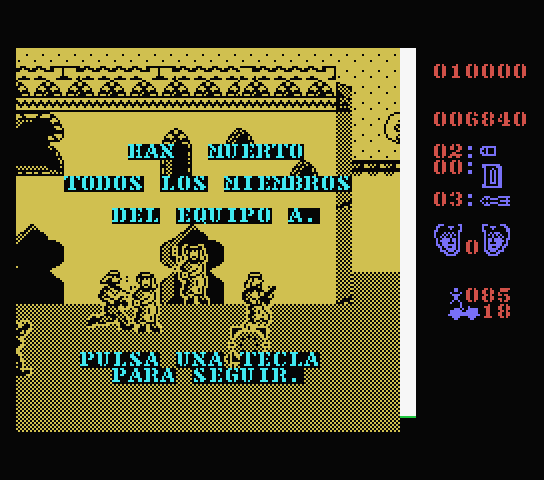 010000
006840
02:
00:
03:
0
085
18
HAN MUERTO
TODOS LOS MIEMBROS
DEL EQUIPO A.
PULSA UNA TECLA
PARA SEGUIR.